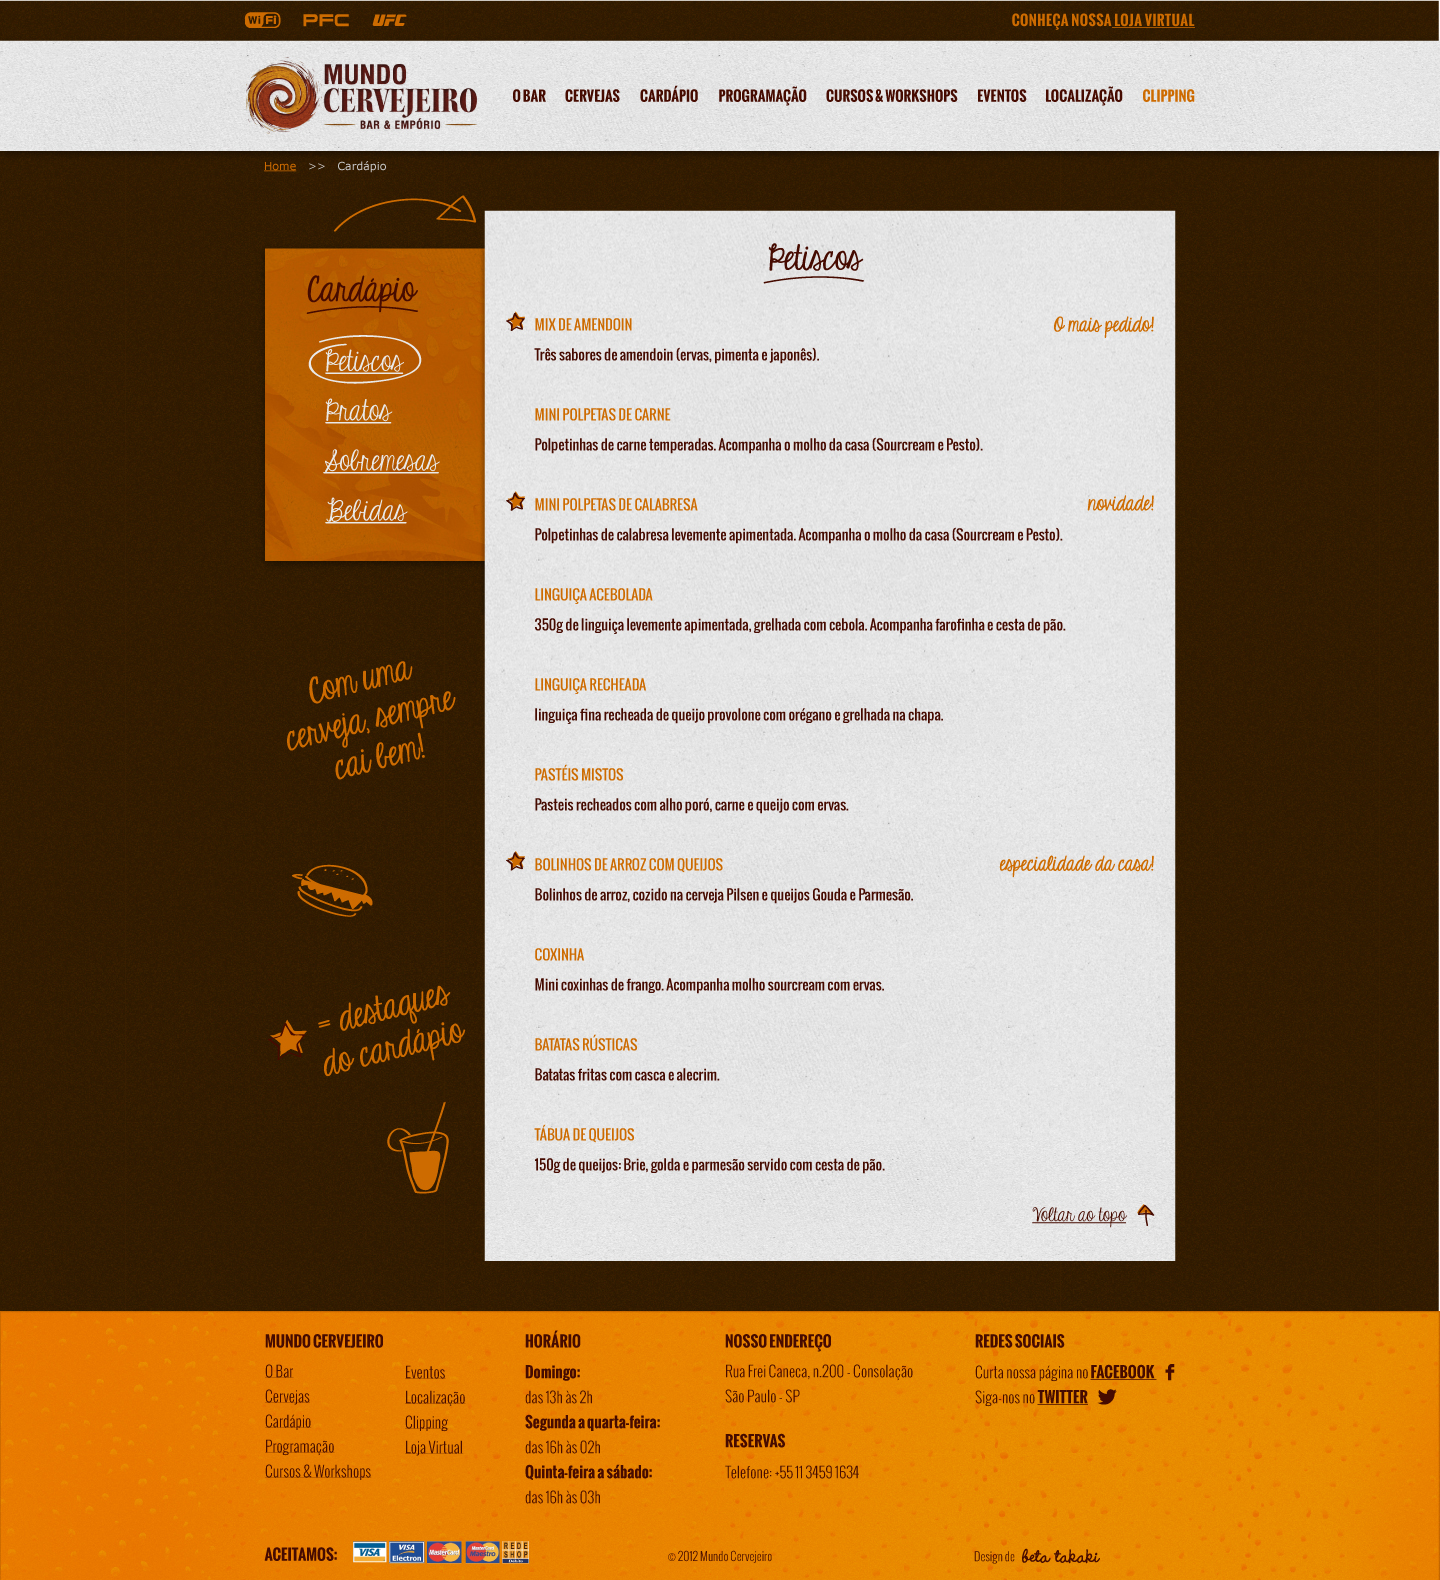 WiFi PFC UFC CONHEÇA NOSSA LOJA VIRTUAL
MUNDO
CERVEJEIRO
BAR & EMPÓRIO
O BAR CERVEJAS CARDÁPIO PROGRAMAÇÃO CURSOS & WORKSHOPS EVENTOS LOCALIZAÇÃO CLIPPING
Home >> Cardápio
Cardápio
Petiscos
Pratos
Sobremesas
Bebidas
Com uma
cerveja, sempre
cai bem!
= destaques
do cardápio
Petiscos
MIX DE AMENDOIN O mais pedido!
Três sabores de amendoin (ervas, pimenta e japonês).
MINI POLPETAS DE CARNE
Polpetinhas de carne temperadas. Acompanha o molho da casa (Sourcream e Pesto).
MINI POLPETAS DE CALABRESA novidade!
Polpetinhas de calabresa levemente apimentada. Acompanha o molho da casa (Sourcream e Pesto).
LINGUIÇA ACEBOLADA
350g de linguiça levemente apimentada, grelhada com cebola. Acompanha farofinha e cesta de pão.
LINGUIÇA RECHEADA
linguiça fina recheada de queijo provolone com orégano e grelhada na chapa.
PASTÉIS MISTOS
Pasteis recheados com alho poró, carne e queijo com ervas.
BOLINHOS DE ARROZ COM QUEIJOS especialidade da casa!
Bolinhos de arroz, cozido na cerveja Pilsen e queijos Gouda e Parmesão.
COXINHA
Mini coxinhas de frango. Acompanha molho sourcream com ervas.
BATATAS RÚSTICAS
Batatas fritas com casca e alecrim.
TÁBUA DE QUEIJOS
150g de queijos: Brie, golda e parmesão servido com cesta de pão.
Voltar ao topo
MUNDO CERVEJEIRO
O Bar
Cervejas
Cardápio
Programação
Cursos & Workshops
Eventos
Localização
Clipping
Loja Virtual
HORÁRIO
Domingo:
das 13h às 2h
Segunda a quarta-feira:
das 16h às 02h
Quinta-feira a sábado:
das 16h às 03h
NOSSO ENDEREÇO
Rua Frei Caneca, n.200 - Consolação
São Paulo - SP
RESERVAS
Telefone: +55 11 3459 1634
REDES SOCIAIS
Curta nossa página no FACEBOOK
Siga-nos no TWITTER
ACEITAMOS: VISA VISA Electron MasterCard Maestro REDE SHOP
© 2012 Mundo Cervejeiro
Design de beta takaki